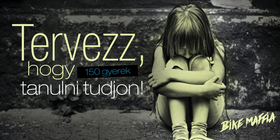 Tervezz,
hogy 150 gyerek
tanulni tudjon!
BIKE MAFFIA